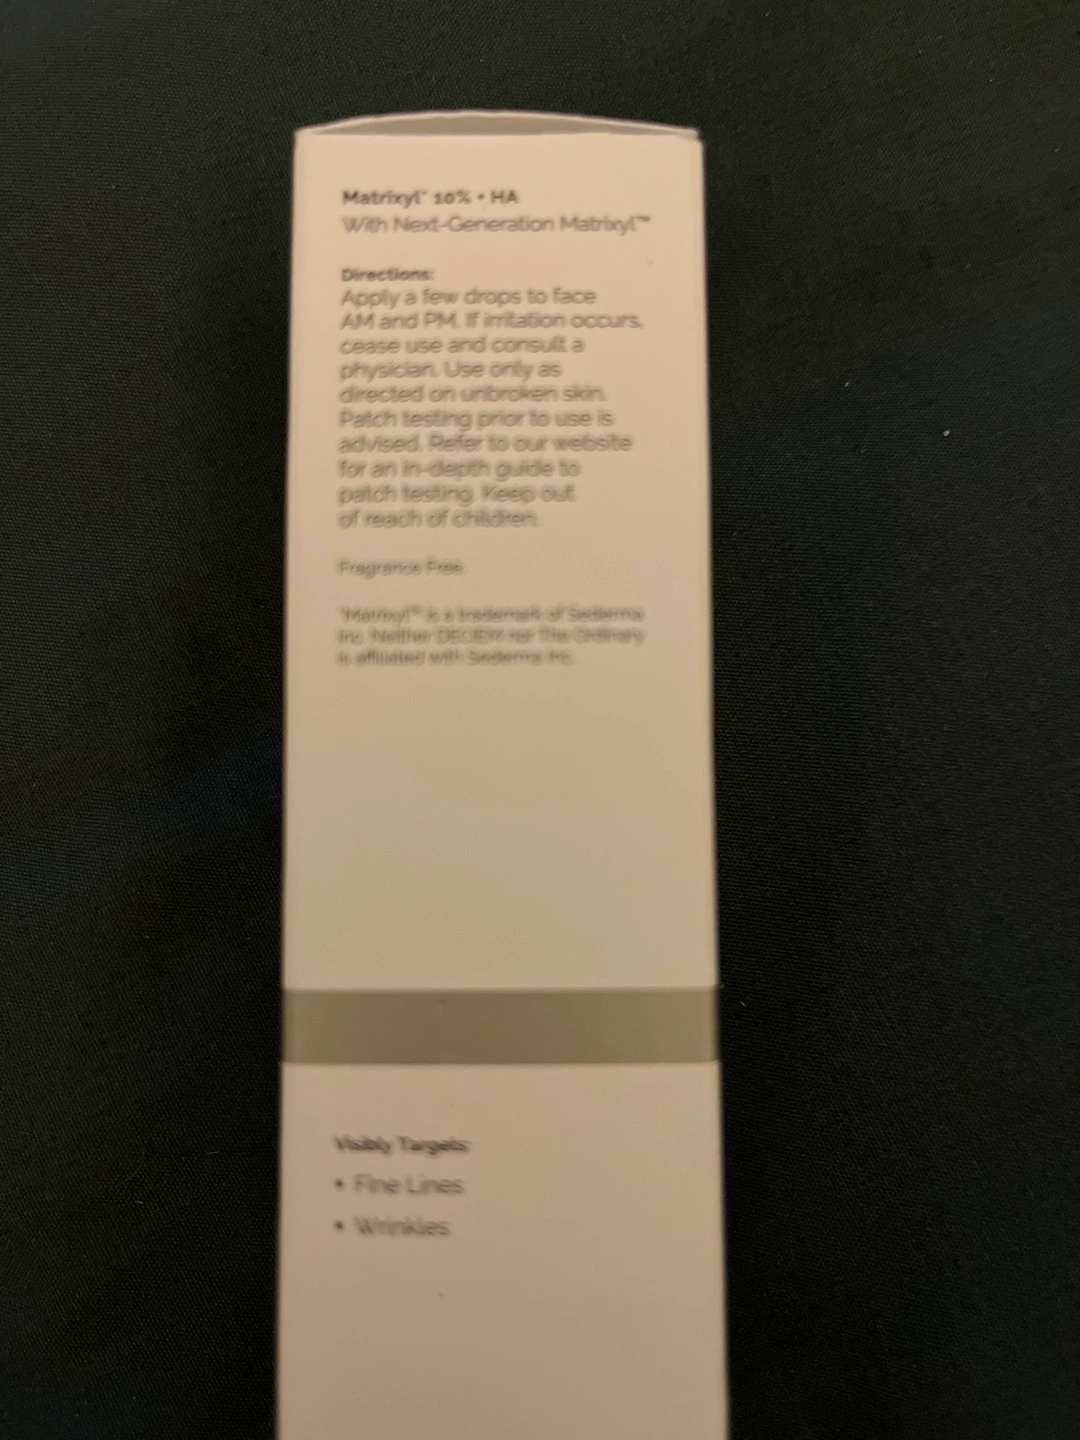 Matrixyl* 10% + HA
With Next-Generation Matrixyl™
Directions:
Apply a few drops to face
AM and PM. If irritation occurs,
cease use and consult a
physician. Use only as
directed on unbroken skin.
Patch testing prior to use is
advised. Refer to our website
for an in-depth guide to
patch testing. Keep out
of reach of children.
Fragrance Free.
*Matrixyl™ is a trademark of Sederma
Inc. Neither DECIEM nor The Ordinary
is affiliated with Sederma Inc.
Visibly Targets:
• Fine Lines
• Wrinkles